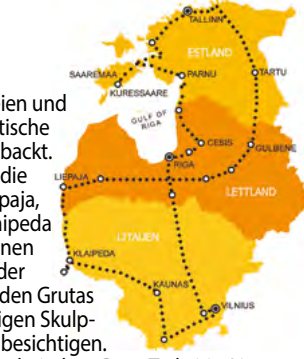 TALLINN
ESTLAND
SAAREMAA
PARNU
TARTU
KURESSAARE
GULF OF
RIGA
CESIS
GULBENE
RIGA
LIEPAJA
LETTLAND
LITAUEN
KLAIPEDA
KAUNAS
VILNIUS
ien und
tische
backt.
die
paja,
aipeda
nen
der
den Grutas
igen Skulp-
besichtigen.